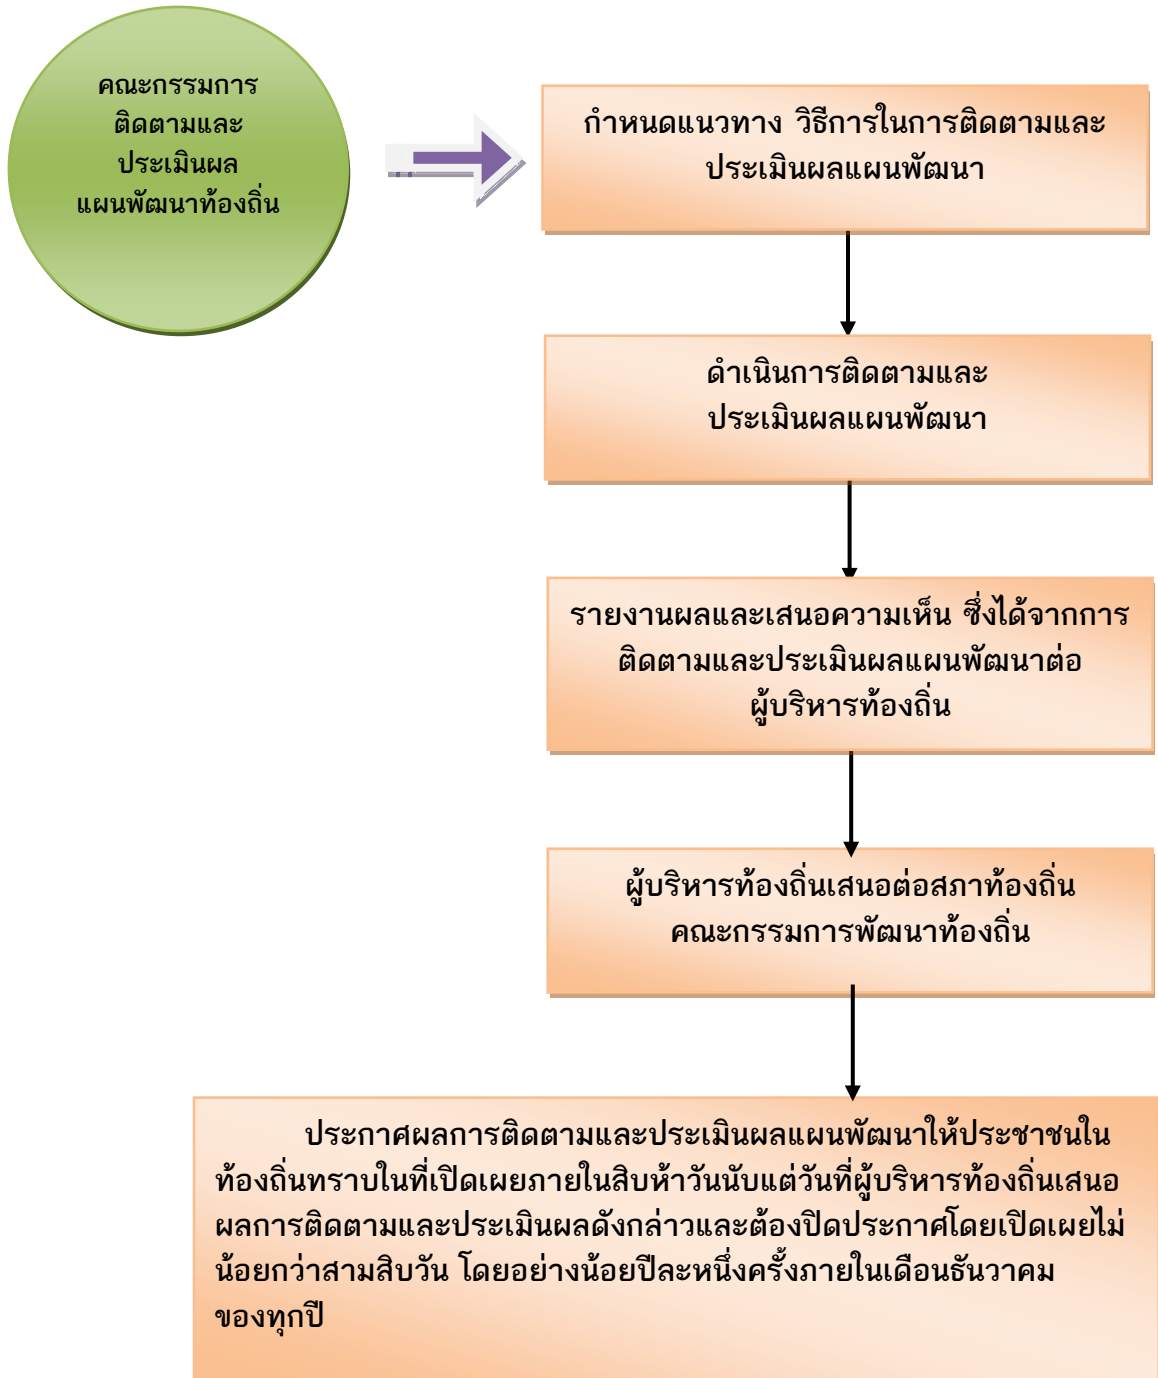 คณะกรรมการ
ติดตามและ
ประเมินผล
แผนพัฒนาท้องถิ่น
กำหนดแนวทาง วิธีการในการติดตามและ
ประเมินผลแผนพัฒนา
ดำเนินการติดตามและ
ประเมินผลแผนพัฒนา
รายงานผลและเสนอความเห็น ซึ่งได้จากการ
ติดตามและประเมินผลแผนพัฒนาต่อ
ผู้บริหารท้องถิ่น
ผู้บริหารท้องถิ่นเสนอต่อสภาท้องถิ่น
คณะกรรมการพัฒนาท้องถิ่น
ประกาศผลการติดตามและประเมินผลแผนพัฒนาให้ประชาชนใน
ท้องถิ่นทราบในที่เปิดเผยภายในสิบห้าวันนับแต่วันที่ผู้บริหารท้องถิ่นเสนอ
ผลการติดตามและประเมินผลดังกล่าวและต้องปิดประกาศโดยเปิดเผยไม่
น้อยกว่าสามสิบวัน โดยอย่างน้อยปีละหนึ่งครั้งภายในเดือนธันวาคม
ของทุกปี